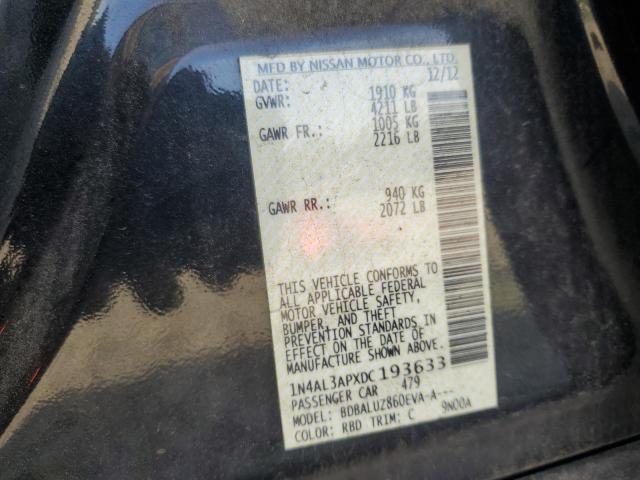 MFD BY NISSAN MOTOR CO., LTD.
DATE: 12/12
GVWR: 1910 KG
4211 LB
GAWR FR.: 1005 KG
2216 LB
GAWR RR.: 940 KG
2072 LB
THIS VEHICLE CONFORMS TO
ALL APPLICABLE FEDERAL
MOTOR VEHICLE SAFETY,
BUMPER, AND THEFT
PREVENTION STANDARDS IN
EFFECT ON THE DATE OF
MANUFACTURE SHOWN ABOVE.
1N4AL3APXDC193633
PASSENGER CAR 479
MODEL: BDBALUZ860EVA-A---
COLOR: RBD TRIM: C 9N00A